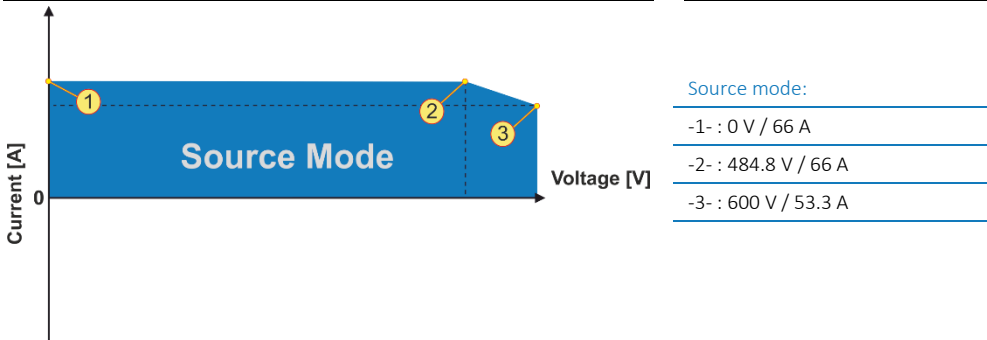 1
2
3
Source Mode
Voltage [V]
Current [A]
0
Source mode:
-1- : 0 V / 66 A
-2- : 484.8 V / 66 A
-3- : 600 V / 53.3 A